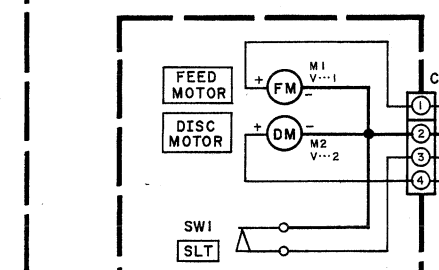 M1
C
FEED
MOTOR
+
FM
V···1
−
1
DISC
MOTOR
+
DM
−
2
M2
V···2
3
4
SW1
SLT